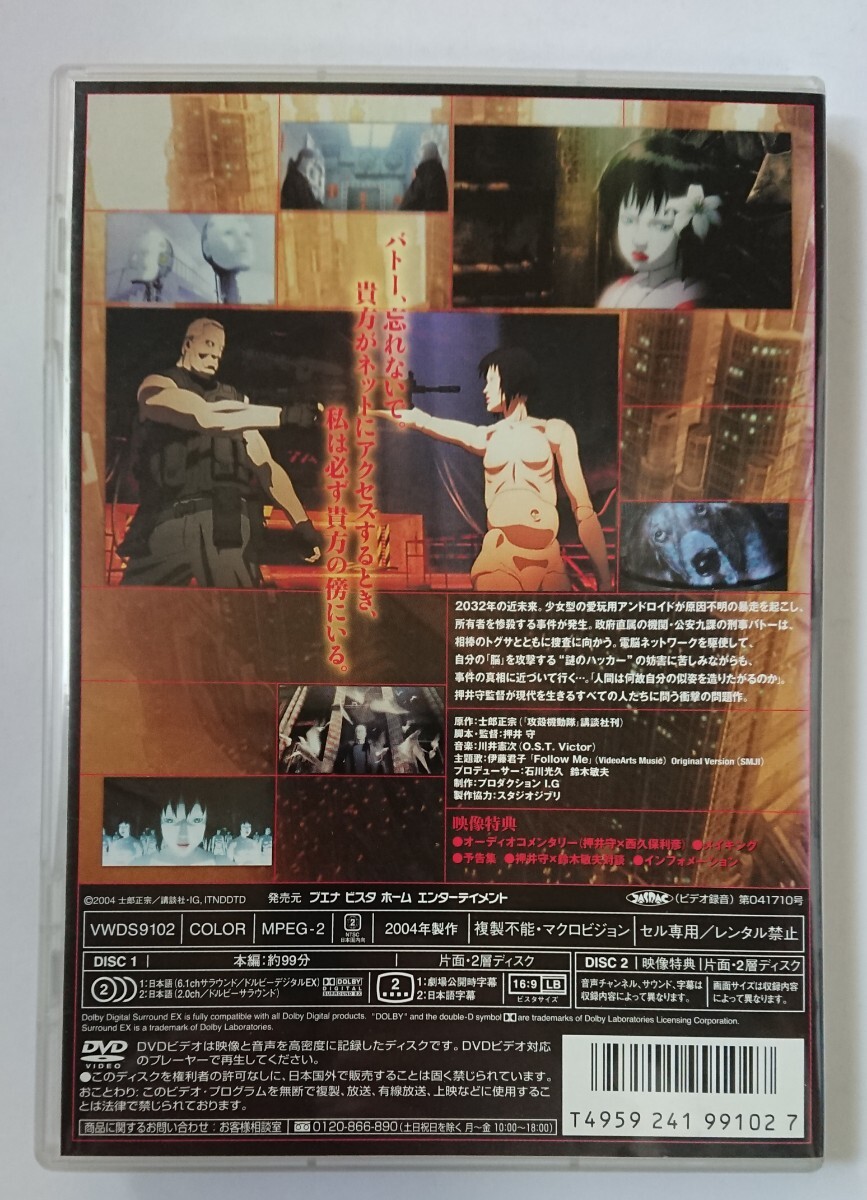 バトー、忘れないで。
貴方がネットにアクセスするとき、
私は必ず貴方の傍にいる。
2032年の近未来。少女型の愛玩用アンドロイドが原因不明の暴走を起こし、
所有者を惨殺する事件が発生。政府直属の機関・公安九課の刑事バトーは、
相棒のトグサとともに捜査に向かう。電脳ネットワークを駆使して、
自分の「脳」を攻撃する“謎のハッカー”の妨害に苦しみながらも、
事件の真相に近づいて行く…。「人間は何故自分の似姿を造りたがるのか」。
押井守監督が現代を生きるすべての人たちに問う衝撃の問題作。
原作：士郎正宗（「攻殻機動隊」講談社刊）
脚本・監督：押井 守
音楽：川井憲次（O.S.T. Victor）
主題歌：伊藤君子「Follow Me」（VideoArts Music） Original Version（SMJI）
プロデューサー：石川光久 鈴木敏夫
制作：プロダクション I.G
製作協力：スタジオジブリ
映像特典
●オーディオコメンタリー（押井守×西久保利彦）●メイキング
●予告集 ●押井守×鈴木敏夫対談 ●インフォメーション
©2004 士郎正宗／講談社・IG, ITNDDTD 発売元 ブエナ ビスタ ホーム エンターテイメント JASRAC（ビデオ録音）第041710号
VWDS9102 COLOR MPEG-2 2 NTSC 日本国内向 2004年製作 複製不能・マクロビジョン セル専用／レンタル禁止
DISC 1 本編：約99分 片面・2層ディスク DISC 2 映像特典 片面・2層ディスク
2 1：日本語（6.1chサラウンド／ドルビーデジタルEX） DOLBY DIGITAL SURROUND EX
2：日本語（2.0ch／ドルビーサラウンド）
2 1：劇場公開時字幕
2：日本語字幕
16:9 LB
ビスタサイズ
音声チャンネル、サウンド、字幕は
収録内容によって異なります。
画面サイズは収録内容
によって異なります。
Dolby Digital Surround EX is fully compatible with all Dolby Digital products. "DOLBY" and the double-D symbol are trademarks of Dolby Laboratories Licensing Corporation.
Surround EX is a trademark of Dolby Laboratories.
DVD VIDEO
DVDビデオは映像と音声を高密度に記録したディスクです。DVDビデオ対応
のプレーヤーで再生してください。
●このディスクを権利者の許可なしに、日本国外で販売することは固く禁じられています。
おことわり：このビデオ・プログラムを無断で複製、放送、有線放送、上映などに使用するこ
とは法律で禁じられております。
商品に関するお問い合わせ：お客様相談室 0120-866-890（土日祝日を除く 月～金 10:00～18:00）
T4959 241 99102 7